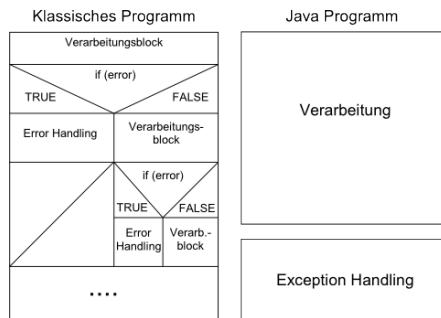 Klassisches Programm
Verarbeitungsblock
if (error)
TRUE
FALSE
Error Handling
Verarbeitungs-
block
if (error)
TRUE
FALSE
Error
Handling
Verarb.-
block
....
Java Programm
Verarbeitung
Exception Handling